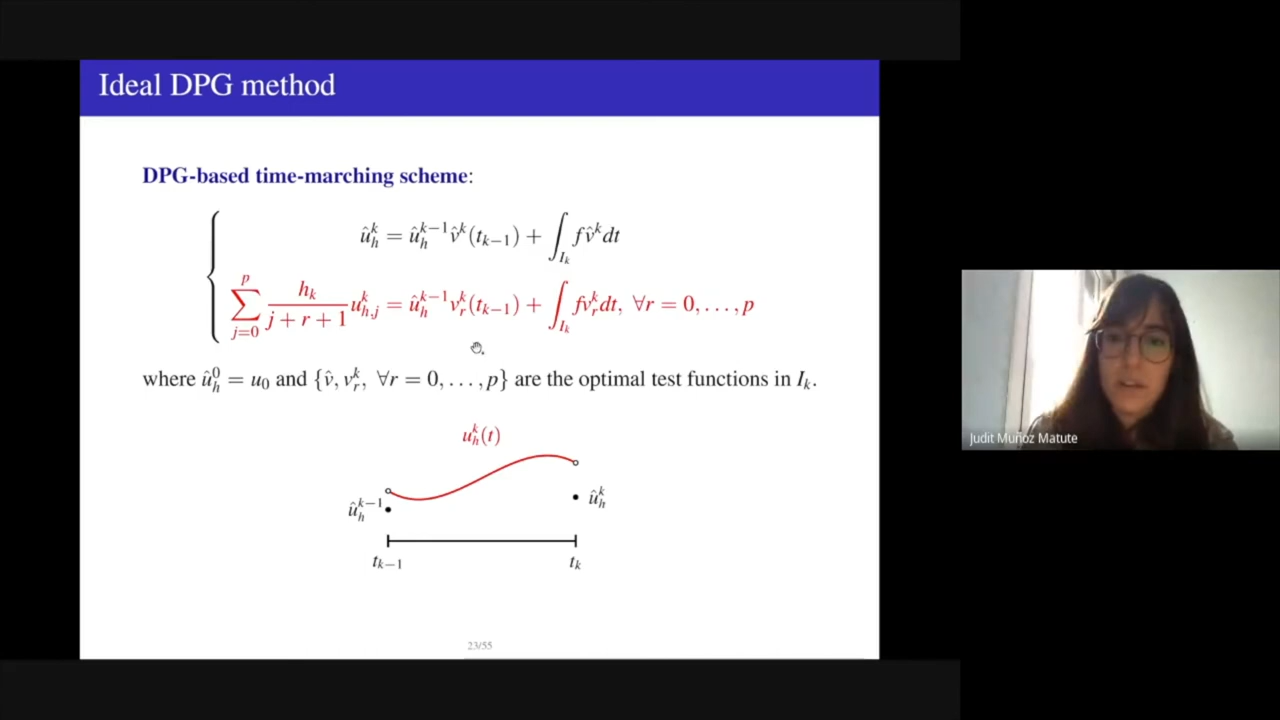 Ideal DPG method
DPG-based time-marching scheme:
û_h^k = û_h^{k−1} v̂^k(t_{k−1}) + ∫_{I_k} f v̂^k dt
∑_{j=0}^{p} h_k/(j+r+1) u_{h,j}^k = û_h^{k−1} v_r^k(t_{k−1}) + ∫_{I_k} f v_r^k dt, ∀r = 0, …, p
where û_h^0 = u_0 and {v̂, v_r^k, ∀r = 0, …, p} are the optimal test functions in I_k.
u_h^k(t)
û_h^{k−1}
û_h^k
t_{k−1}
t_k
23/55
Judit Muñoz Matute